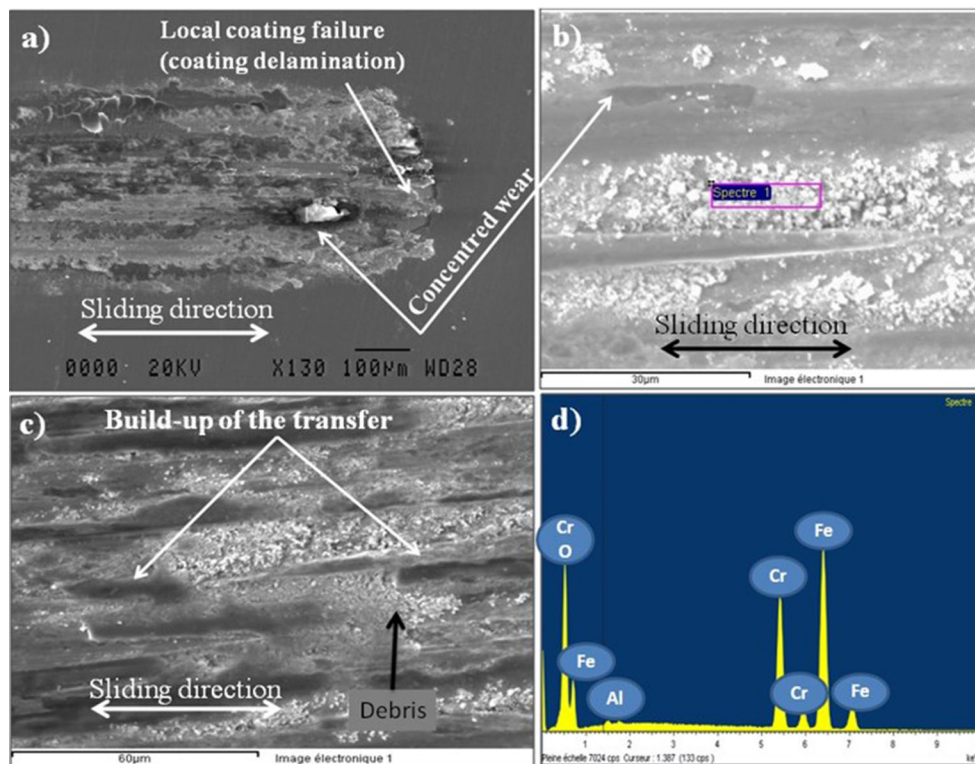 a)
Local coating failure
(coating delamination)
Concentred wear
Sliding direction
0000 20KV X130 100µm WD28
b)
Spectre 1
Sliding direction
30µm Image électronique 1
c)
Build-up of the transfer
Sliding direction
Debris
60µm Image électronique 1
d)
Spectre
Cr
O
Fe
Al
Cr
Cr
Fe
Fe
1 2 3 4 5 6 7 8 9
Pleine échelle 7024 cps Curseur : 1.387 (133 cps)